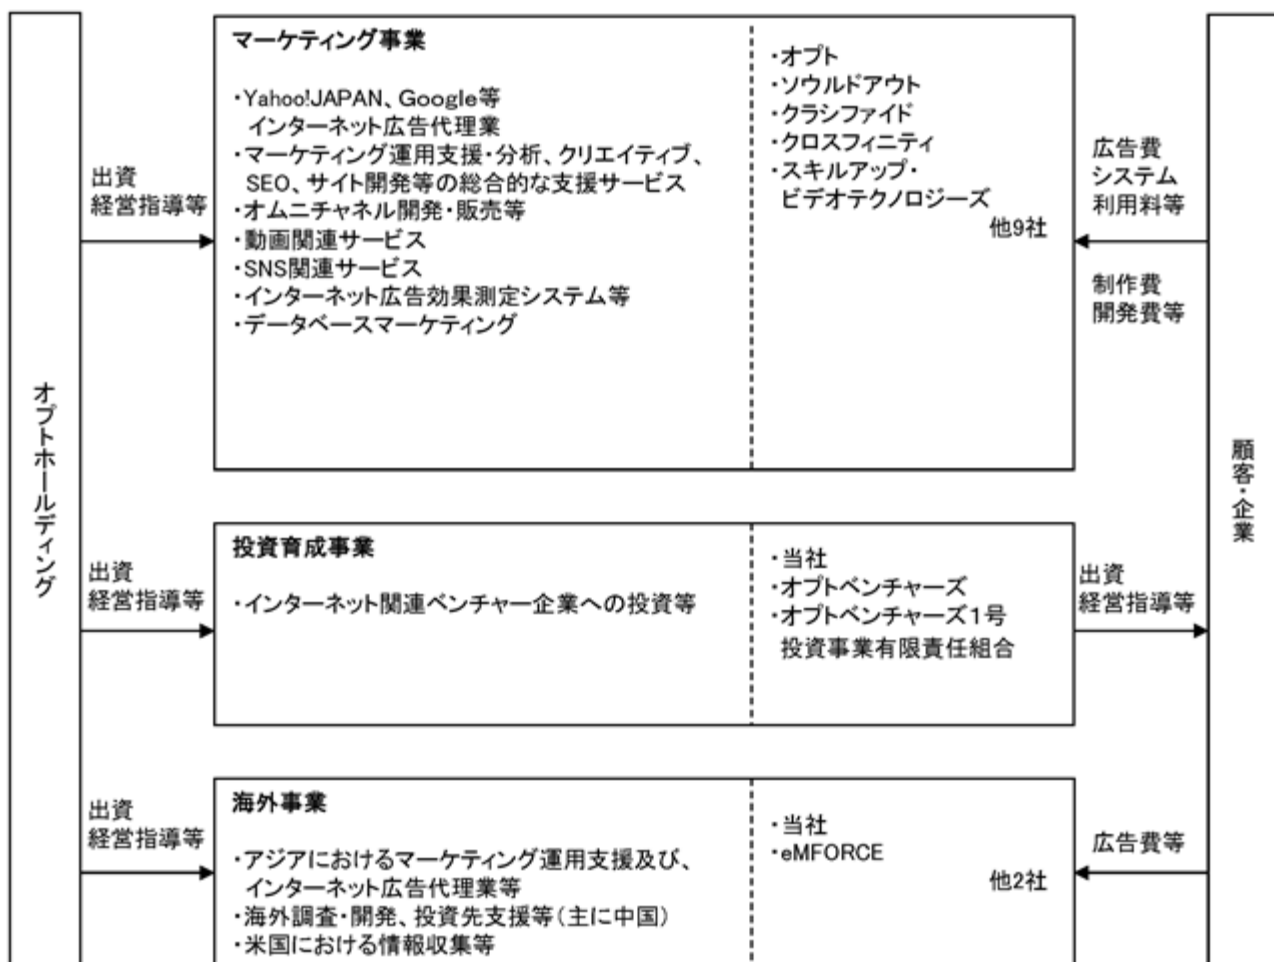 オプトホールディング
出資
経営指導等
マーケティング事業
・Yahoo!JAPAN、Google等
インターネット広告代理業
・マーケティング運用支援・分析、クリエイティブ、
SEO、サイト開発等の総合的な支援サービス
・オムニチャネル開発・販売等
・動画関連サービス
・SNS関連サービス
・インターネット広告効果測定システム等
・データベースマーケティング
・オプト
・ソウルドアウト
・クラシファイド
・クロスフィニティ
・スキルアップ・
ビデオテクノロジーズ
他9社
広告費
システム
利用料等
制作費
開発費等
顧客・企業
出資
経営指導等
投資育成事業
・インターネット関連ベンチャー企業への投資等
・当社
・オプトベンチャーズ
・オプトベンチャーズ1号
投資事業有限責任組合
出資
経営指導等
出資
経営指導等
海外事業
・アジアにおけるマーケティング運用支援及び、
インターネット広告代理業等
・海外調査・開発、投資先支援等(主に中国)
・米国における情報収集等
・当社
・eMFORCE
他2社
広告費等